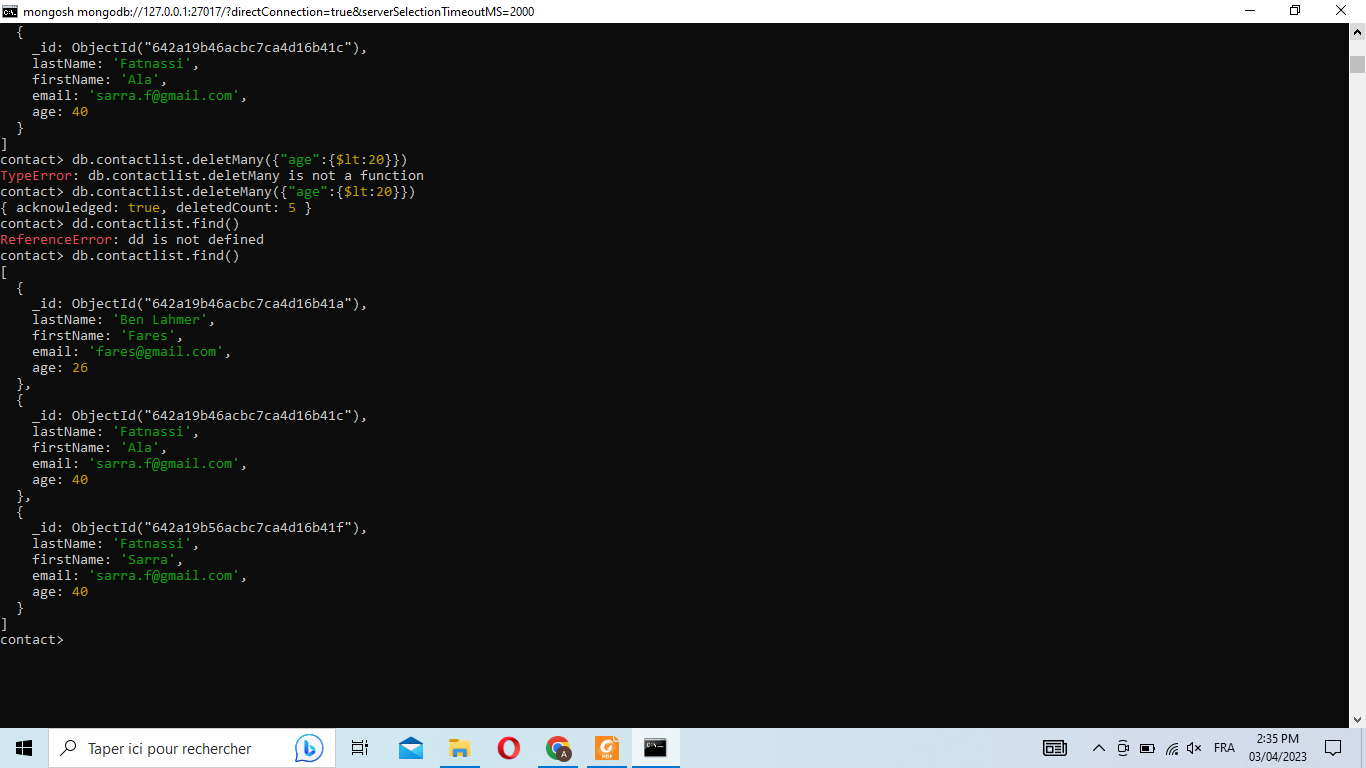 mongosh mongodb://127.0.0.1:27017/?directConnection=true&serverSelectionTimeoutMS=2000
  {
    _id: ObjectId("642a19b46acbc7ca4d16b41c"),
    lastName: 'Fatnassi',
    firstName: 'Ala',
    email: 'sarra.f@gmail.com',
    age: 40
  }
]
contact> db.contactlist.deletMany({"age":{$lt:20}})
TypeError: db.contactlist.deletMany is not a function
contact> db.contactlist.deleteMany({"age":{$lt:20}})
{ acknowledged: true, deletedCount: 5 }
contact> dd.contactlist.find()
ReferenceError: dd is not defined
contact> db.contactlist.find()
[
  {
    _id: ObjectId("642a19b46acbc7ca4d16b41a"),
    lastName: 'Ben Lahmer',
    firstName: 'Fares',
    email: 'fares@gmail.com',
    age: 26
  },
  {
    _id: ObjectId("642a19b46acbc7ca4d16b41c"),
    lastName: 'Fatnassi',
    firstName: 'Ala',
    email: 'sarra.f@gmail.com',
    age: 40
  },
  {
    _id: ObjectId("642a19b56acbc7ca4d16b41f"),
    lastName: 'Fatnassi',
    firstName: 'Sarra',
    email: 'sarra.f@gmail.com',
    age: 40
  }
]
contact>
Taper ici pour rechercher
A
PDF
FRA
2:35 PM
03/04/2023